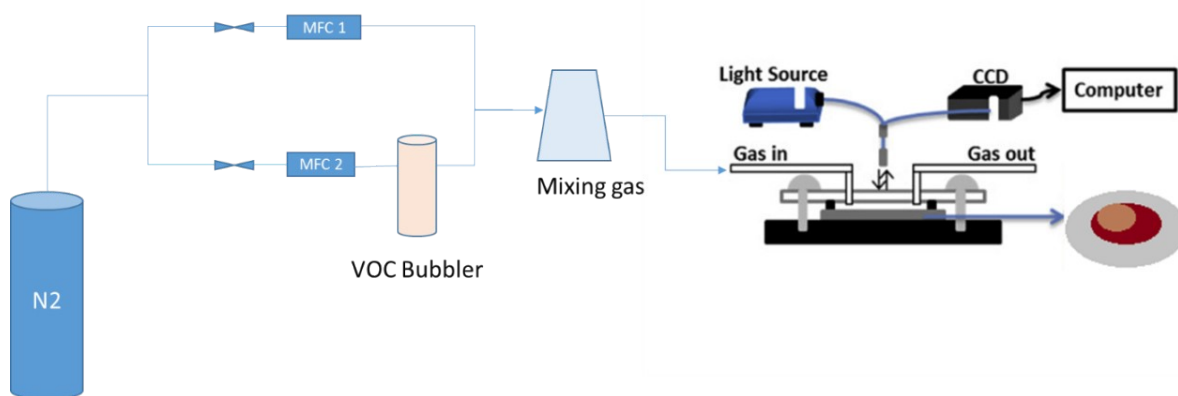 MFC 1
Light Source
CCD
Computer
MFC 2
Gas in
Gas out
Mixing gas
VOC Bubbler
N2